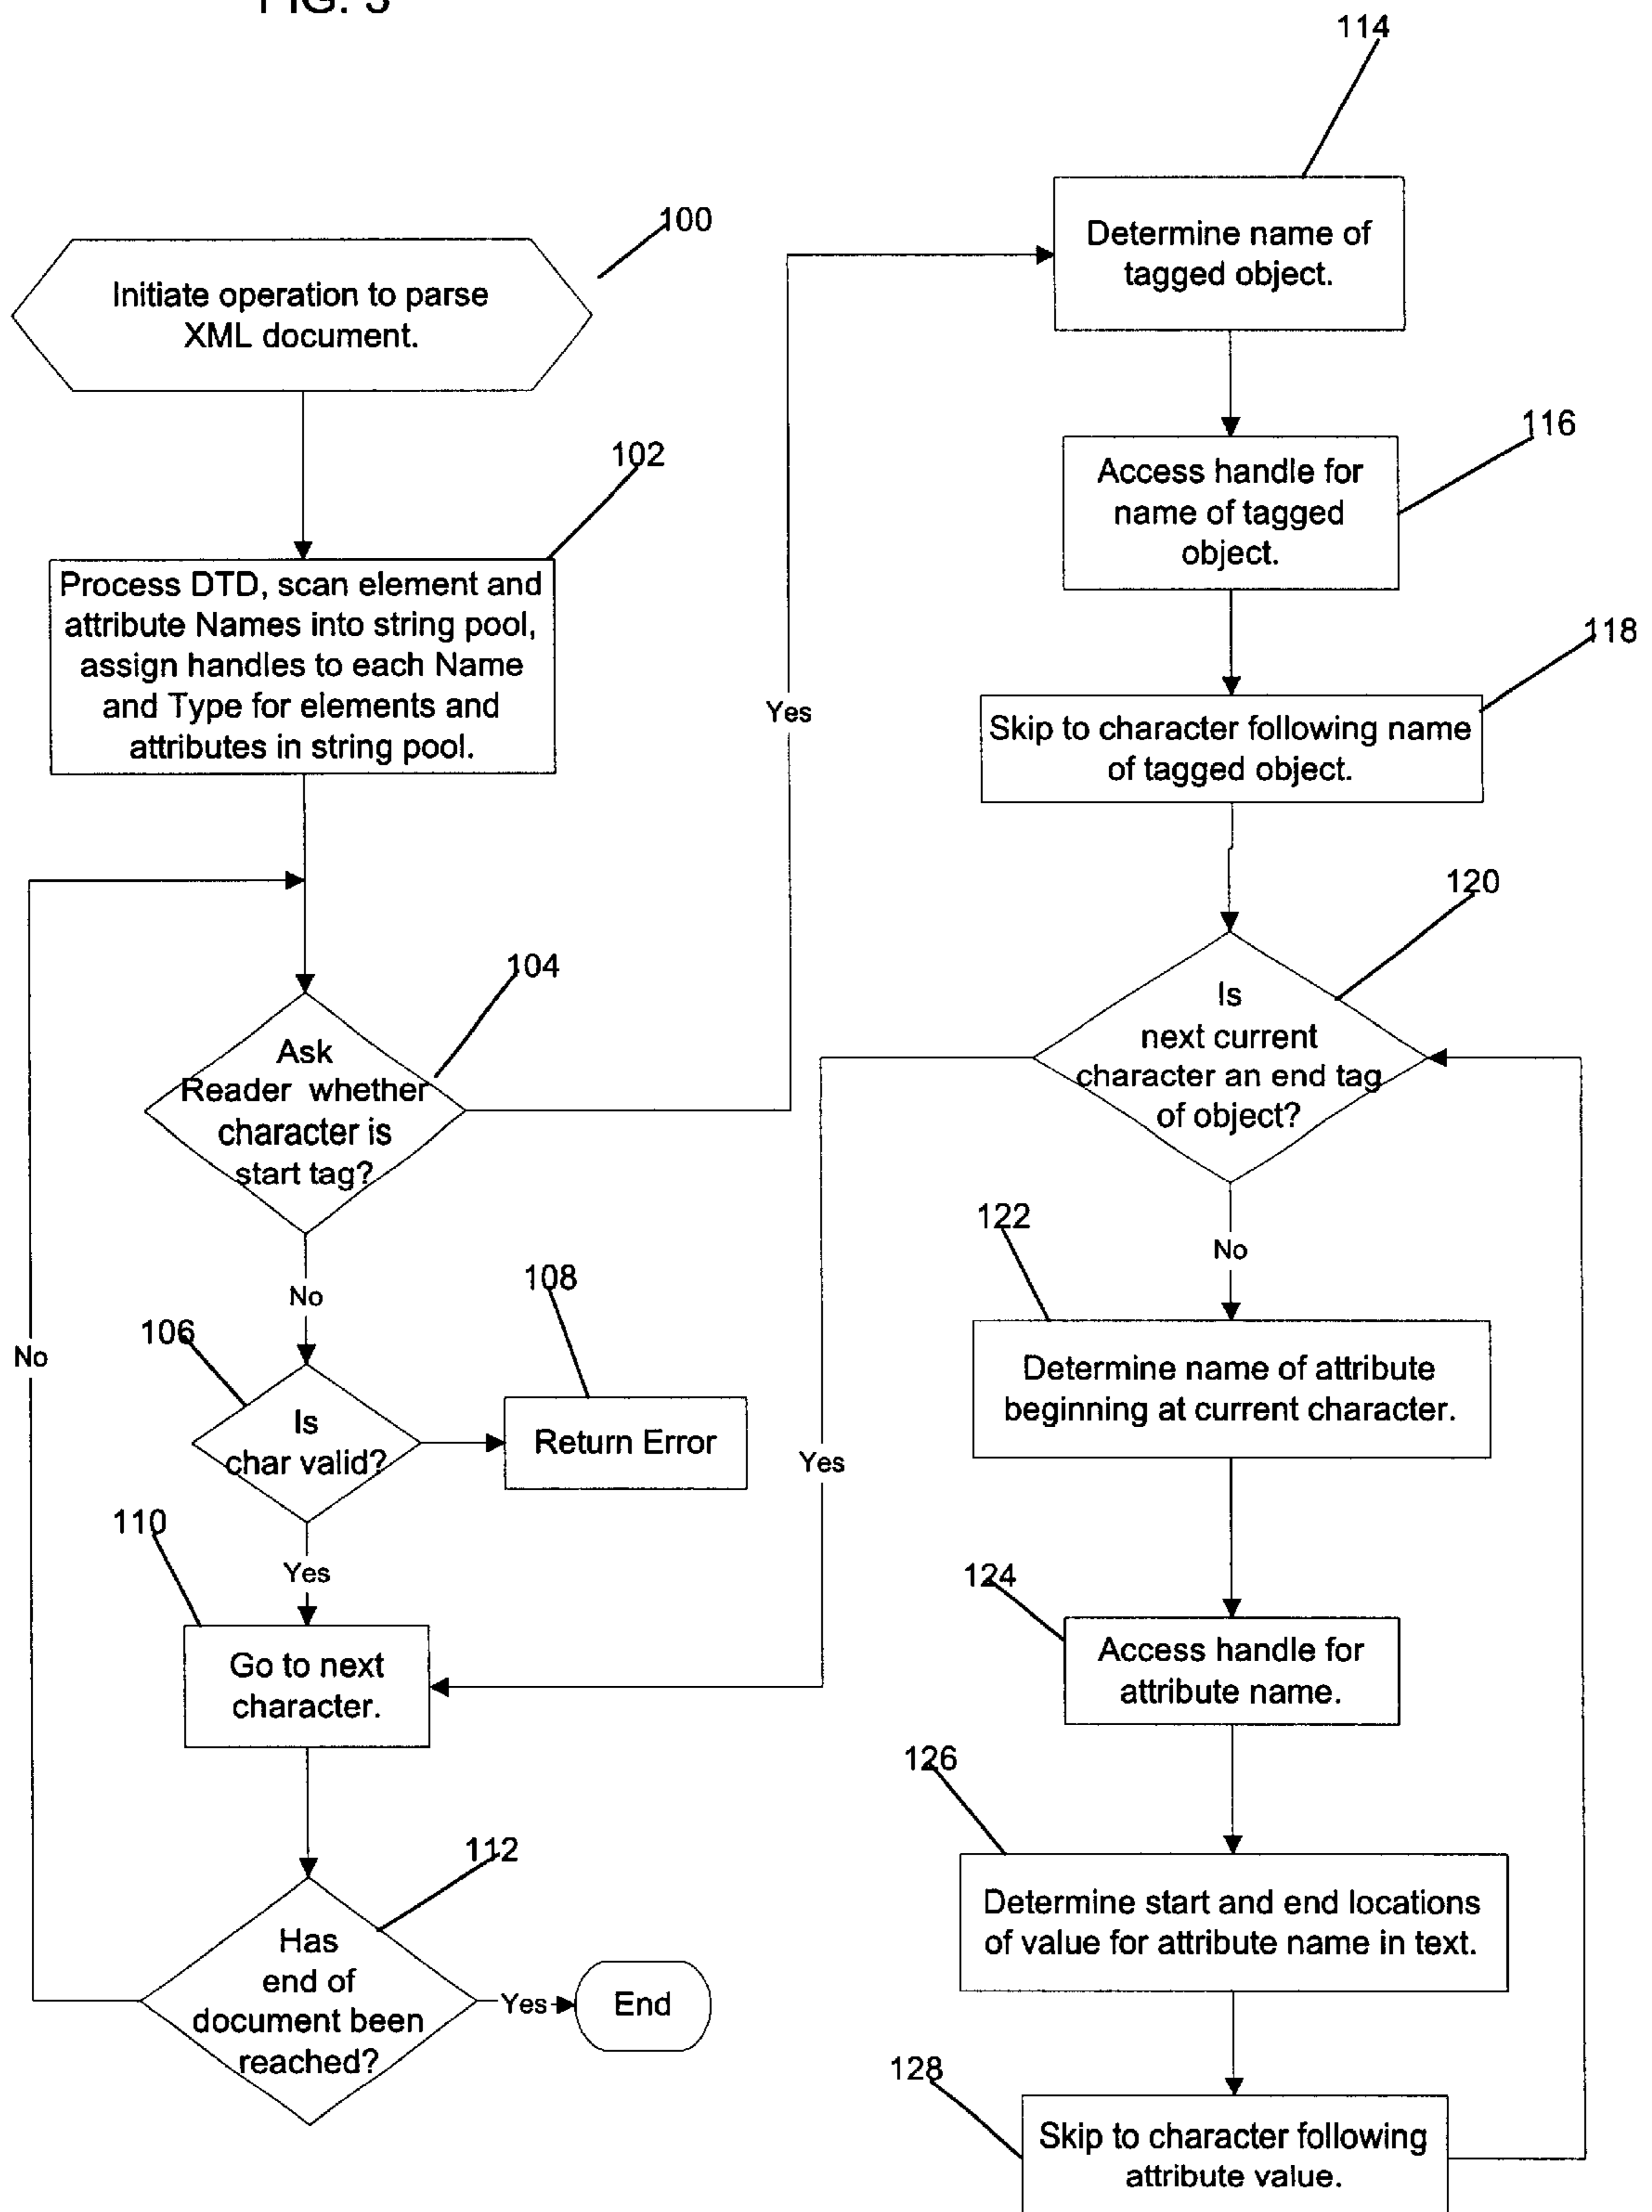 FIG. 3
100
Initiate operation to parse
XML document.
102
Process DTD, scan element and
attribute Names into string pool,
assign handles to each Name
and Type for elements and
attributes in string pool.
104
Ask
Reader whether
character is
start tag?
Yes
No
106
Is
char valid?
108
Return Error
Yes
110
Go to next
character.
112
Has
end of
document been
reached?
No
Yes
End
114
Determine name of
tagged object.
116
Access handle for
name of tagged
object.
118
Skip to character following name
of tagged object.
120
Is
next current
character an end tag
of object?
Yes
No
122
Determine name of attribute
beginning at current character.
124
Access handle for
attribute name.
126
Determine start and end locations
of value for attribute name in text.
128
Skip to character following
attribute value.